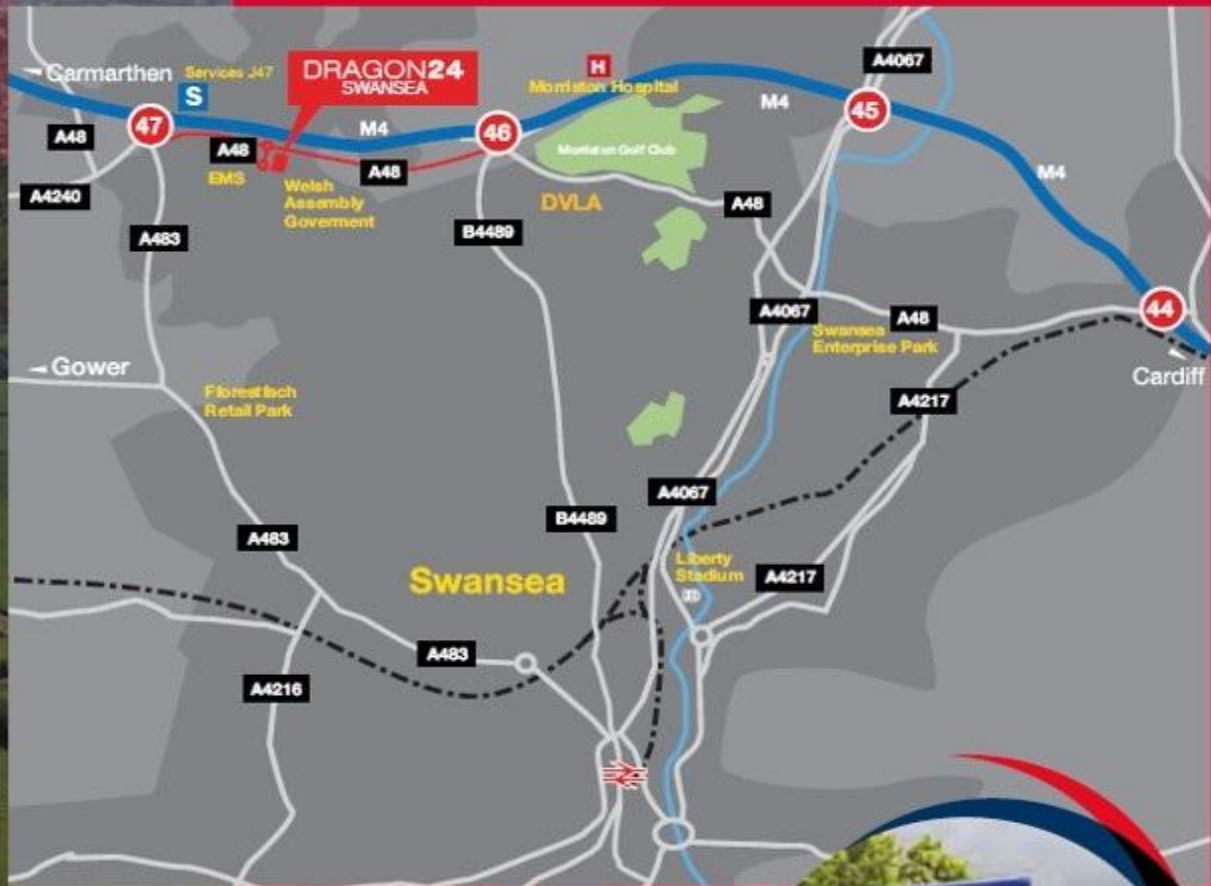 A4067
Carmarthen
Services J47
S
DRAGON24
SWANSEA
H
Morriston Hospital
M4
45
47
M4
46
A48
A48
A48
Morriston Golf Club
M4
EMS
Welsh
Assembly
Goverment
A4240
DVLA
A48
A483
B4489
44
A4067
A48
Swansea
Enterprise Park
Gower
Cardiff
Fforestfach
Retail Park
A4217
A4067
B4489
A483
Liberty
Stadium
A4217
Swansea
A483
A4216